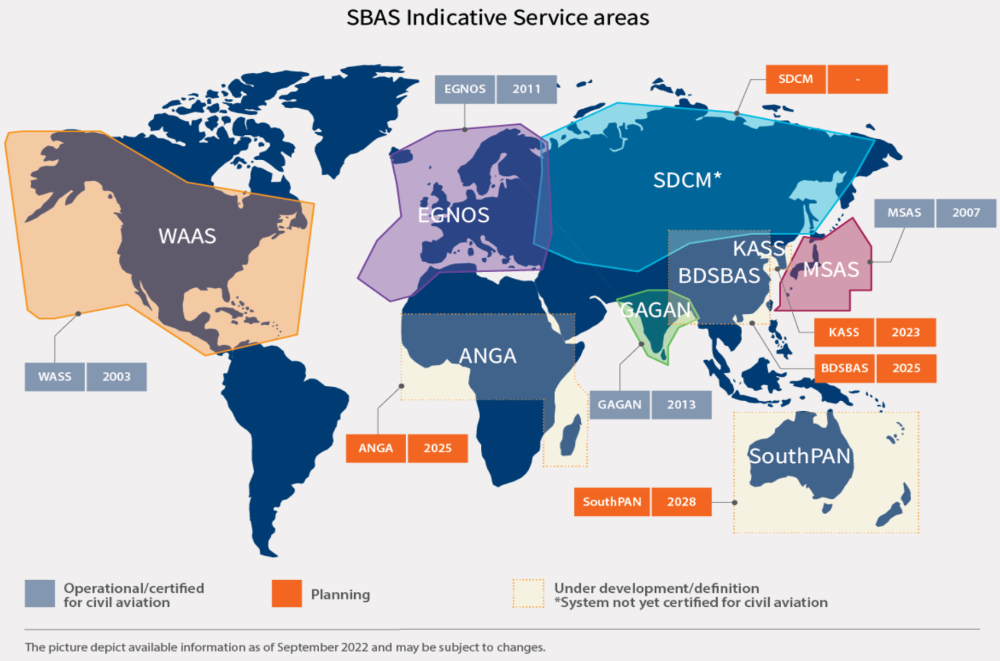 SBAS Indicative Service areas
EGNOS 2011
SDCM -
SDCM*
WAAS
EGNOS
MSAS 2007
KASS
BDSBAS
MSAS
GAGAN
KASS 2023
ANGA
BDSBAS 2025
WASS 2003
GAGAN 2013
ANGA 2025
SouthPAN
SouthPAN 2028
Operational/certified
for civil aviation
Planning
Under development/definition
*System not yet certified for civil aviation
The picture depict available information as of September 2022 and may be subject to changes.